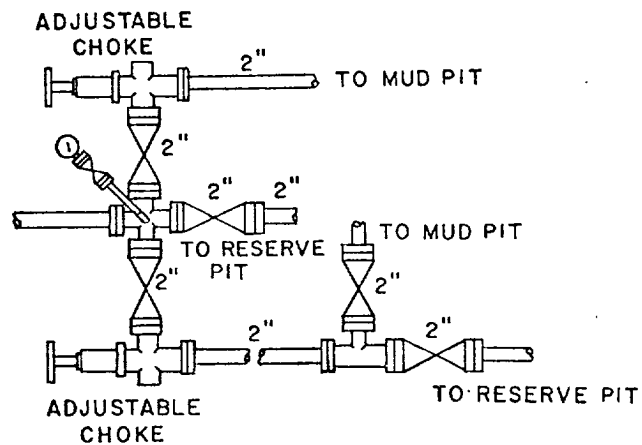 ADJUSTABLE
CHOKE
2"
TO MUD PIT
2"
2"
2"
TO RESERVE
PIT
TO MUD PIT
2"
2"
2"
2"
TO RESERVE PIT
ADJUSTABLE
CHOKE